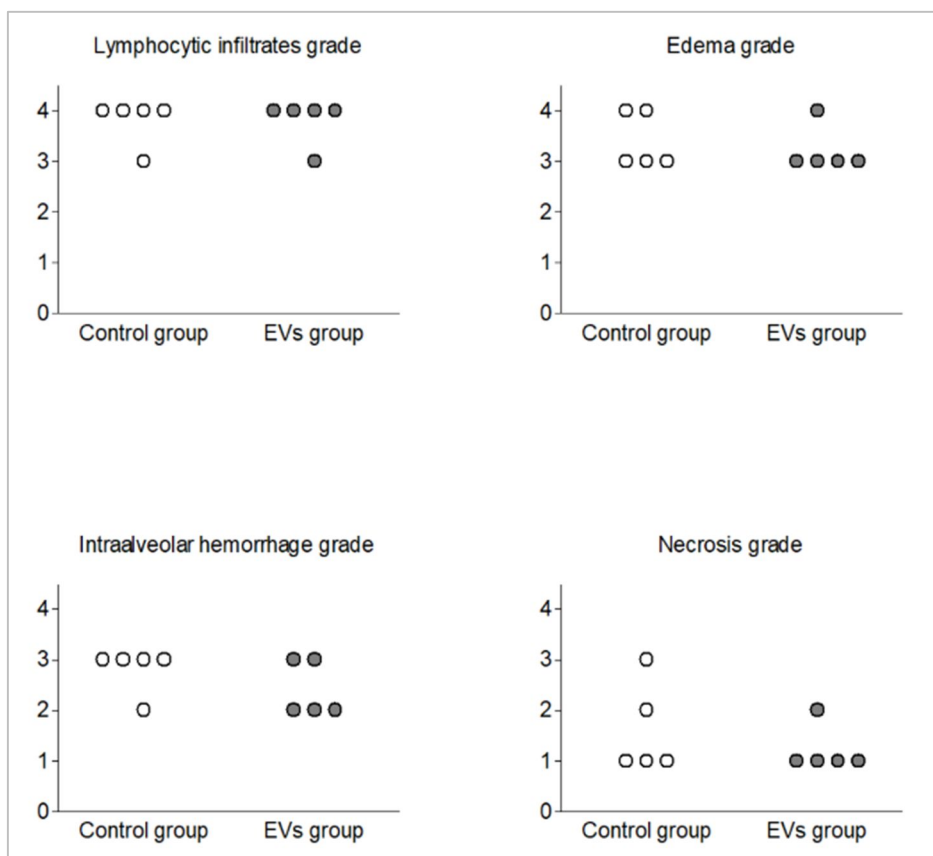 Lymphocytic infiltrates grade
4
3
2
1
0
Control group EVs group
Edema grade
4
3
2
1
0
Control group EVs group
Intraalveolar hemorrhage grade
4
3
2
1
0
Control group EVs group
Necrosis grade
4
3
2
1
0
Control group EVs group